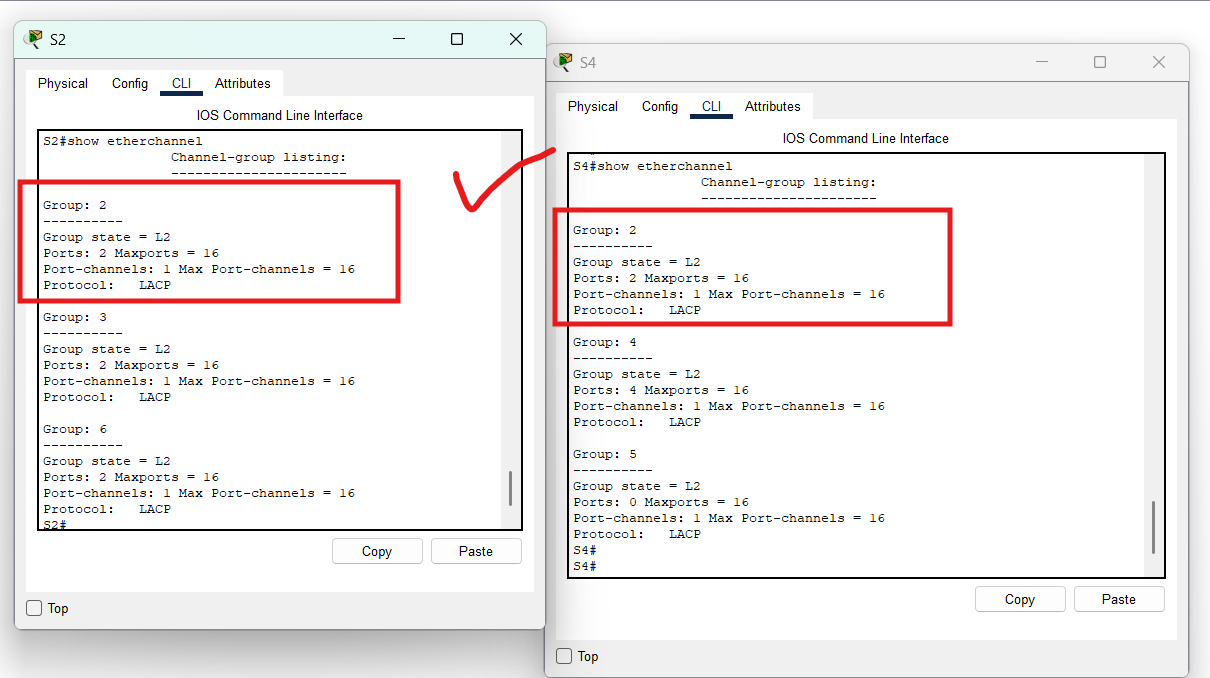 S2
Physical Config CLI Attributes
IOS Command Line Interface
S2#show etherchannel
Channel-group listing:
----------------------
Group: 2
----------
Group state = L2
Ports: 2 Maxports = 16
Port-channels: 1 Max Port-channels = 16
Protocol: LACP
Group: 3
----------
Group state = L2
Ports: 2 Maxports = 16
Port-channels: 1 Max Port-channels = 16
Protocol: LACP
Group: 6
----------
Group state = L2
Ports: 2 Maxports = 16
Port-channels: 1 Max Port-channels = 16
Protocol: LACP
S2#
Copy Paste
Top
S4
Physical Config CLI Attributes
IOS Command Line Interface
S4#show etherchannel
Channel-group listing:
----------------------
Group: 2
----------
Group state = L2
Ports: 2 Maxports = 16
Port-channels: 1 Max Port-channels = 16
Protocol: LACP
Group: 4
----------
Group state = L2
Ports: 4 Maxports = 16
Port-channels: 1 Max Port-channels = 16
Protocol: LACP
Group: 5
----------
Group state = L2
Ports: 0 Maxports = 16
Port-channels: 1 Max Port-channels = 16
Protocol: LACP
S4#
S4#
Copy Paste
Top